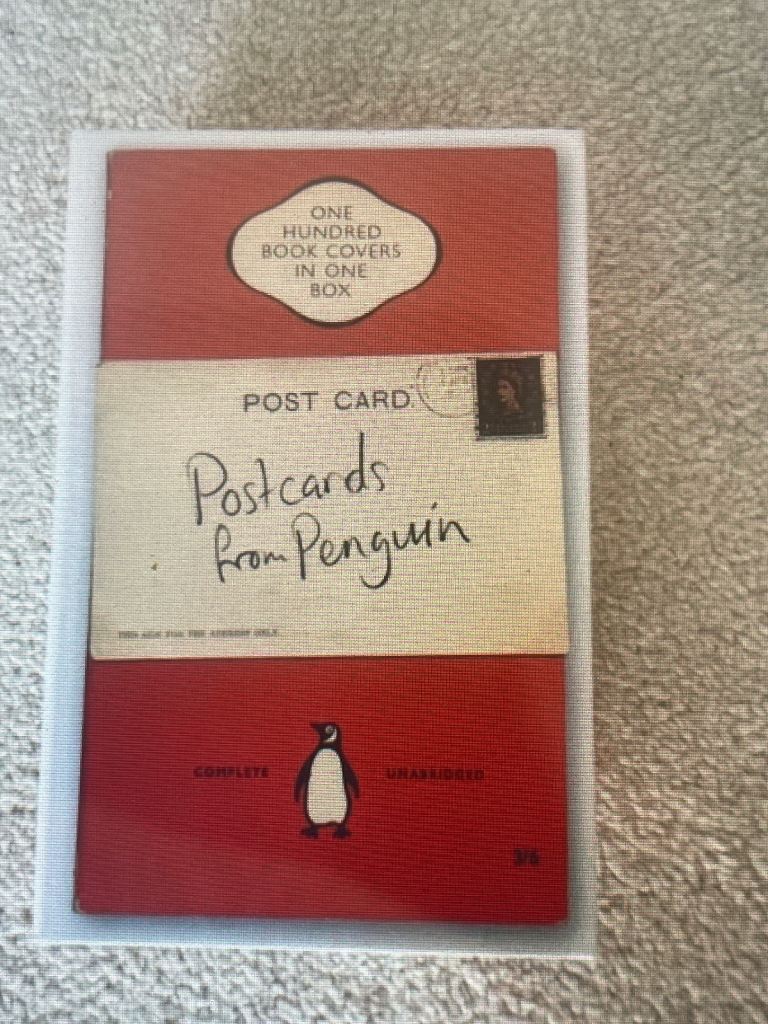 ONE
HUNDRED
BOOK COVERS
IN ONE
BOX
POST CARD.
Postcards
from Penguin
COMPLETE UNABRIDGED
3/6